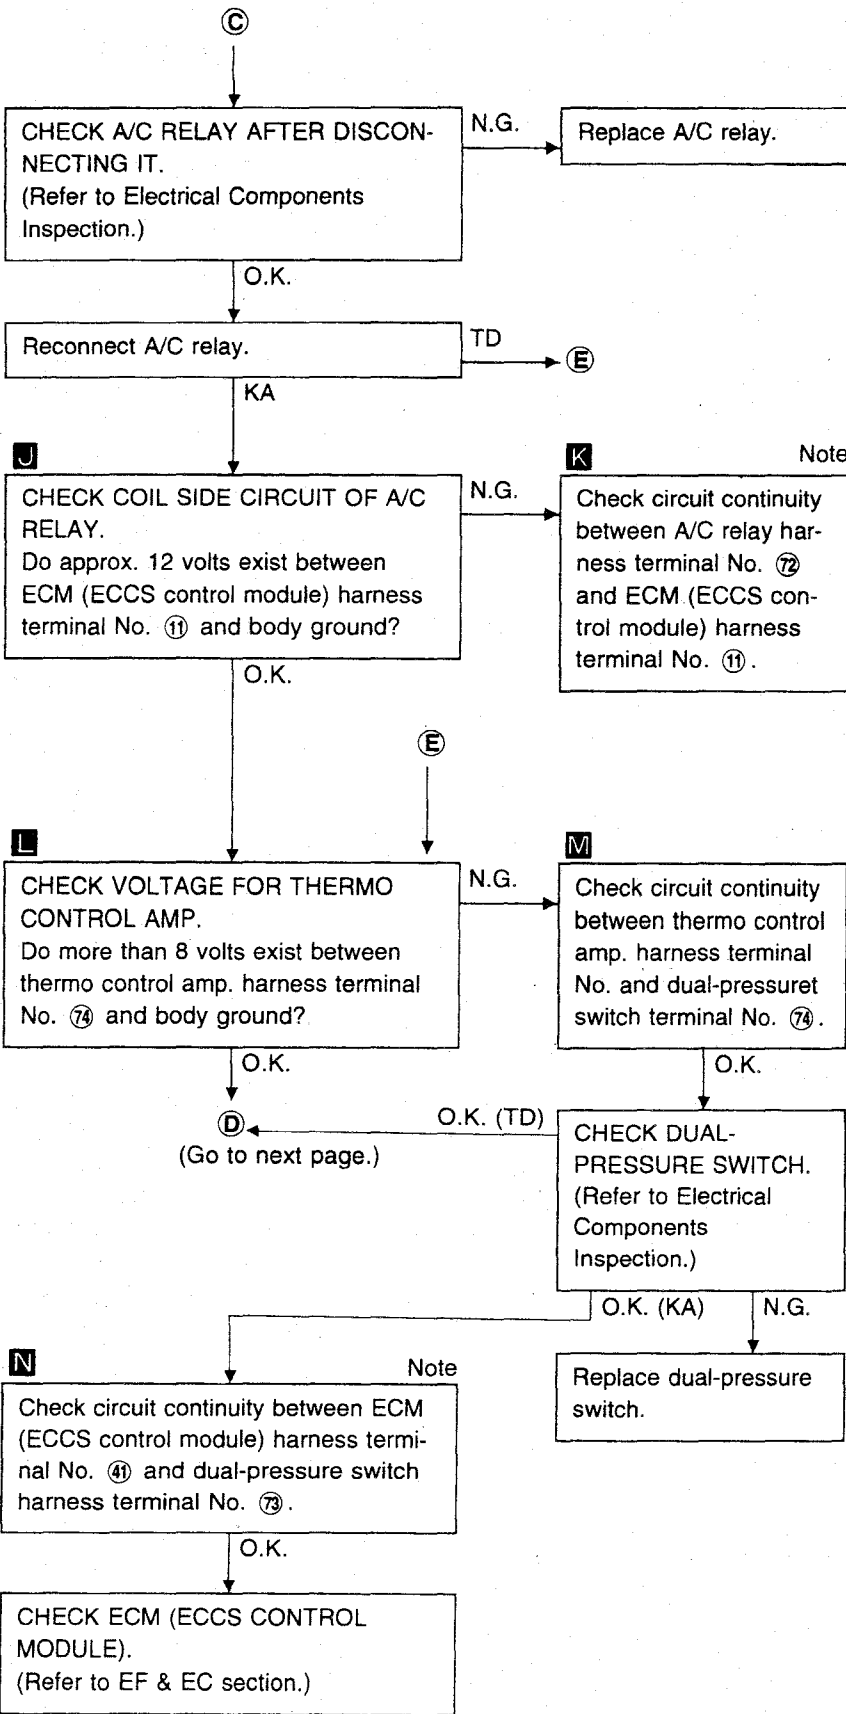 C
CHECK A/C RELAY AFTER DISCON-
NECTING IT.
(Refer to Electrical Components
Inspection.)
N.G.
Replace A/C relay.
O.K.
Reconnect A/C relay.
TD
E
KA
J
CHECK COIL SIDE CIRCUIT OF A/C
RELAY.
Do approx. 12 volts exist between
ECM (ECCS control module) harness
terminal No. ⑪ and body ground?
N.G.
K
Note
Check circuit continuity
between A/C relay har-
ness terminal No. 72
and ECM (ECCS con-
trol module) harness
terminal No. ⑪.
O.K.
E
L
CHECK VOLTAGE FOR THERMO
CONTROL AMP.
Do more than 8 volts exist between
thermo control amp. harness terminal
No. 74 and body ground?
N.G.
M
Check circuit continuity
between thermo control
amp. harness terminal
No. and dual-pressuret
switch terminal No. 74.
O.K.
O.K.
D
(Go to next page.)
O.K. (TD)
CHECK DUAL-
PRESSURE SWITCH.
(Refer to Electrical
Components
Inspection.)
O.K. (KA)
N.G.
Replace dual-pressure
switch.
N
Note
Check circuit continuity between ECM
(ECCS control module) harness termi-
nal No. ㊶ and dual-pressure switch
harness terminal No. 73.
O.K.
CHECK ECM (ECCS CONTROL
MODULE).
(Refer to EF & EC section.)